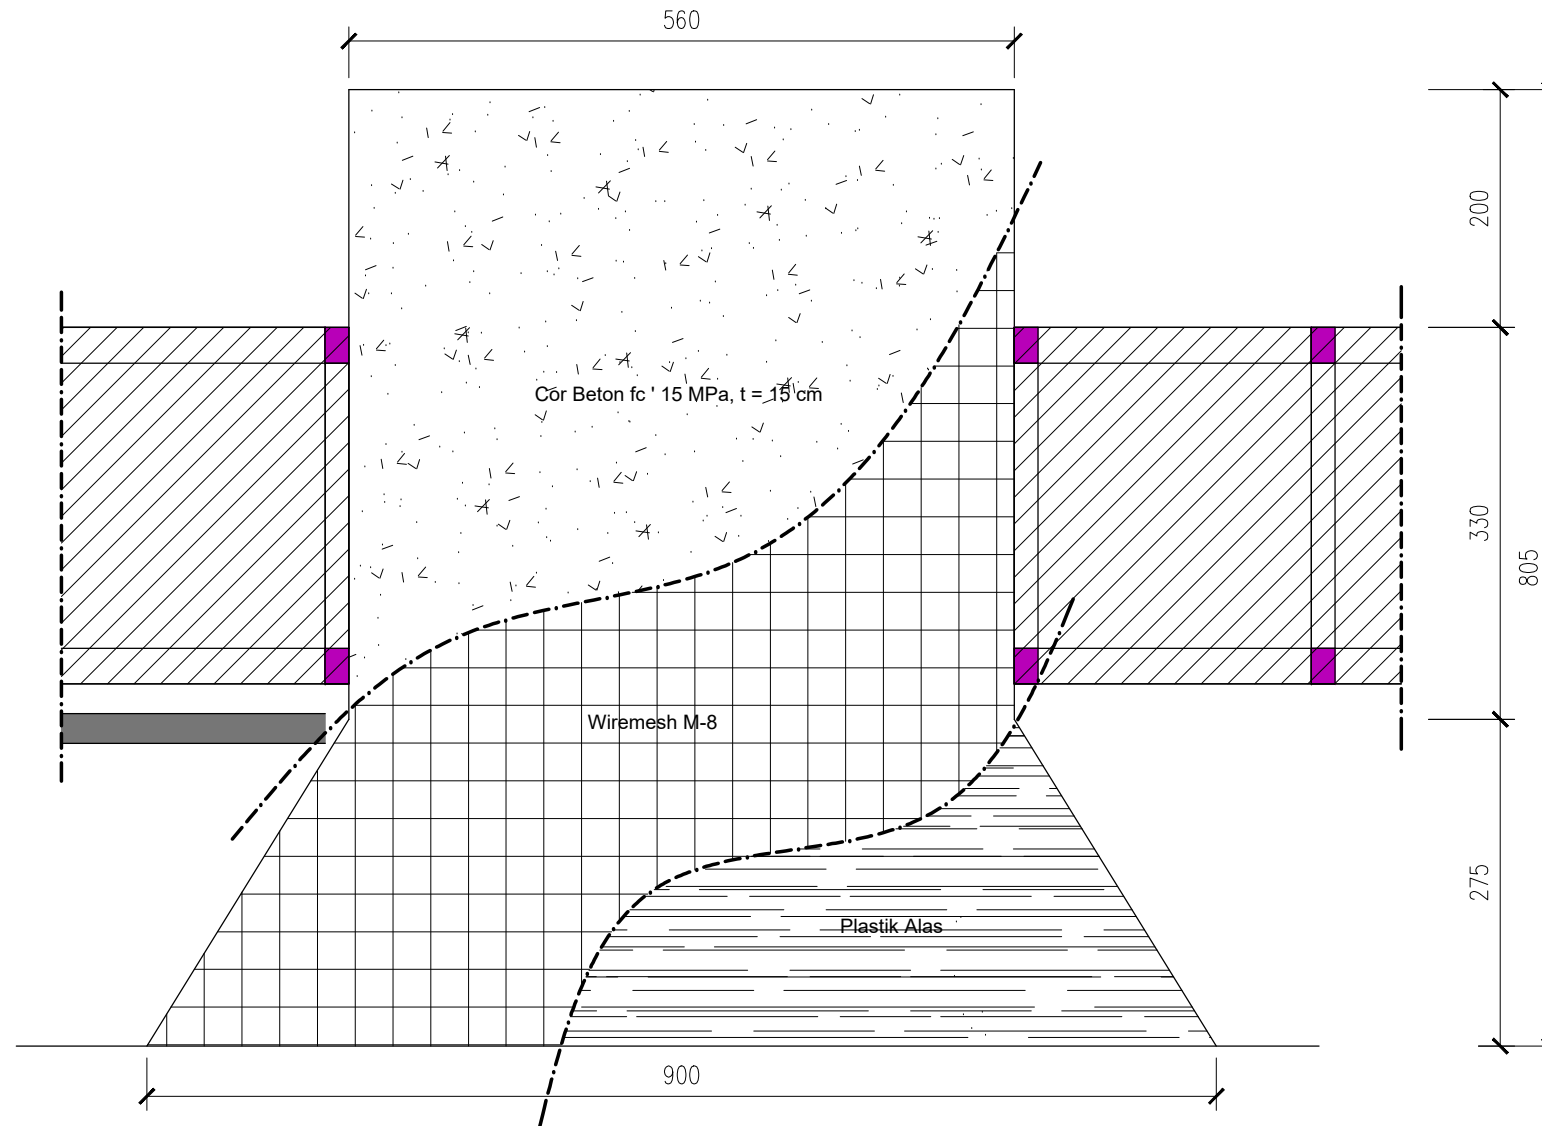 560
200
Cor Beton fc ' 15 MPa, t = 15 cm
330
805
Wiremesh M-8
275
Plastik Alas
900